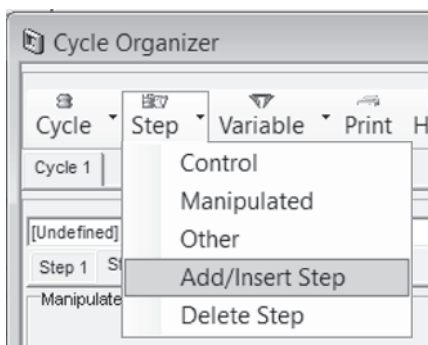 Cycle Organizer
Cycle Step Variable Print H
Cycle 1
Control
Manipulated
[Undefined]
Other
Step 1 St
Add/Insert Step
Manipulate
Delete Step